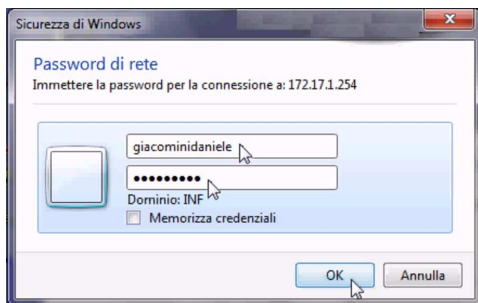 Sicurezza di Windows
Password di rete
Immettere la password per la connessione a: 172.17.1.254
giacominidaniele
●●●●●●●●●
Dominio: INF
Memorizza credenziali
OK
Annulla